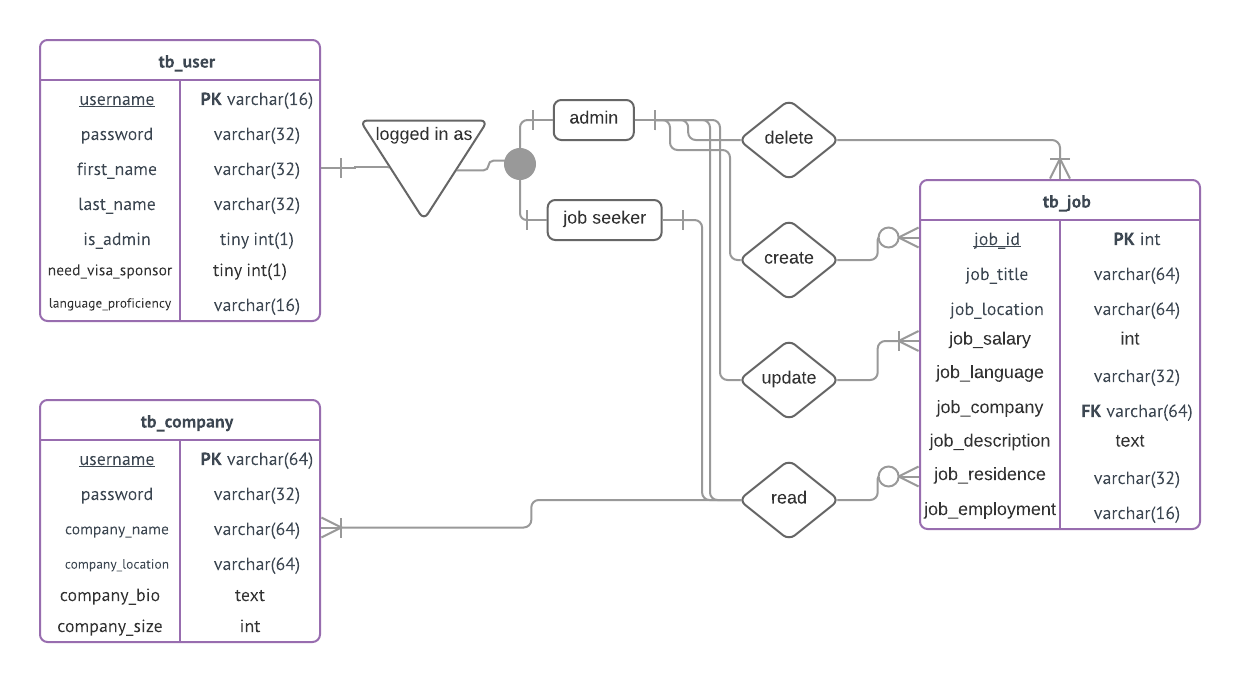 tb_user
username PK varchar(16)
password varchar(32)
first_name varchar(32)
last_name varchar(32)
is_admin tiny int(1)
need_visa_sponsor tiny int(1)
language_proficiency varchar(16)
logged in as
admin
job seeker
delete
create
update
read
tb_job
job_id PK int
job_title varchar(64)
job_location varchar(64)
job_salary int
job_language varchar(32)
job_company FK varchar(64)
job_description text
job_residence varchar(32)
job_employment varchar(16)
tb_company
username PK varchar(64)
password varchar(32)
company_name varchar(64)
company_location varchar(64)
company_bio text
company_size int